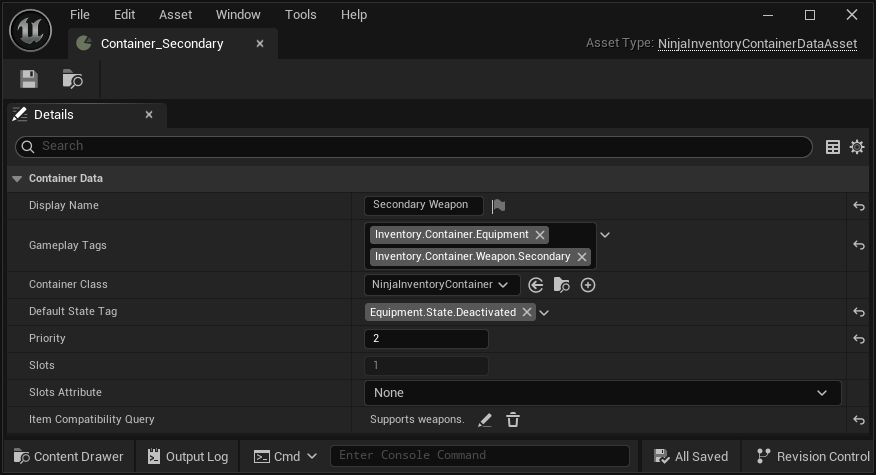 File Edit Asset Window Tools Help
Container_Secondary
Asset Type: NinjaInventoryContainerDataAsset
Details
Search
Container Data
Display Name Secondary Weapon
Gameplay Tags
Inventory.Container.Equipment
Inventory.Container.Weapon.Secondary
Container Class NinjaInventoryContainer
Default State Tag Equipment.State.Deactivated
Priority 2
Slots 1
Slots Attribute None
Item Compatibility Query Supports weapons.
Content Drawer Output Log Cmd Enter Console Command All Saved Revision Control